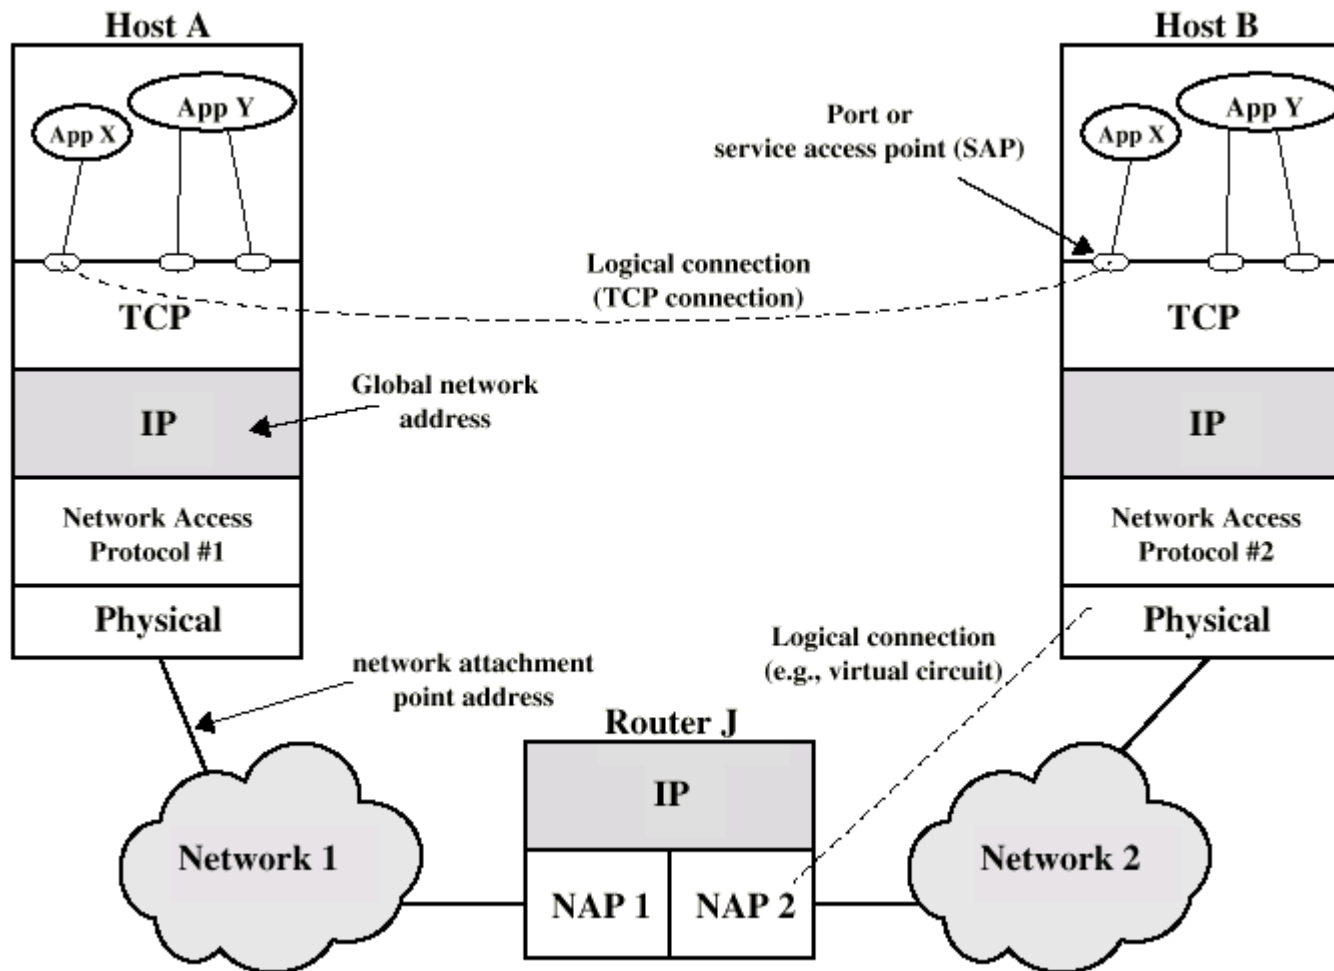 Host A
Host B
App X
App Y
Port or
service access point (SAP)
App X
App Y
Logical connection
(TCP connection)
TCP
TCP
Global network
address
IP
IP
Network Access
Protocol #1
Network Access
Protocol #2
Physical
Physical
network attachment
point address
Logical connection
(e.g., virtual circuit)
Router J
IP
Network 1
NAP 1
NAP 2
Network 2